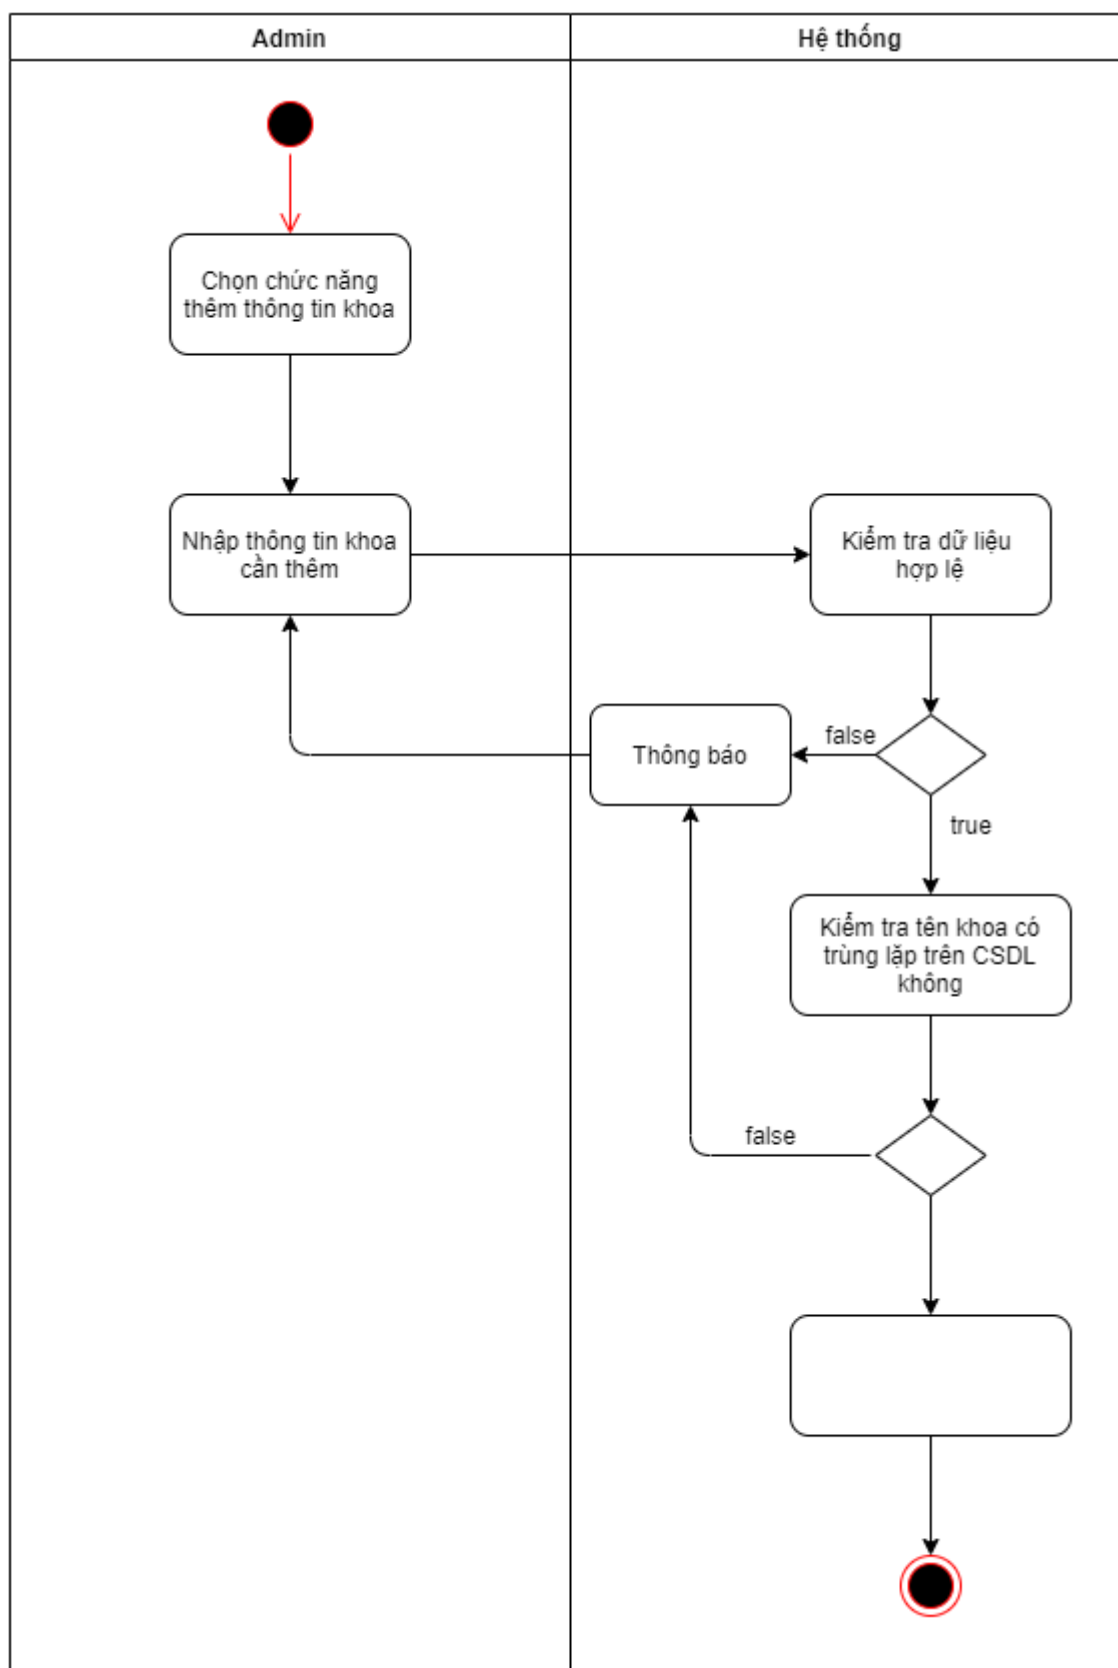 Admin
Hệ thống
Chọn chức năng
thêm thông tin khoa
Nhập thông tin khoa
cần thêm
Kiểm tra dữ liệu
hợp lệ
Thông báo
false
true
Kiểm tra tên khoa có
trùng lặp trên CSDL
không
false